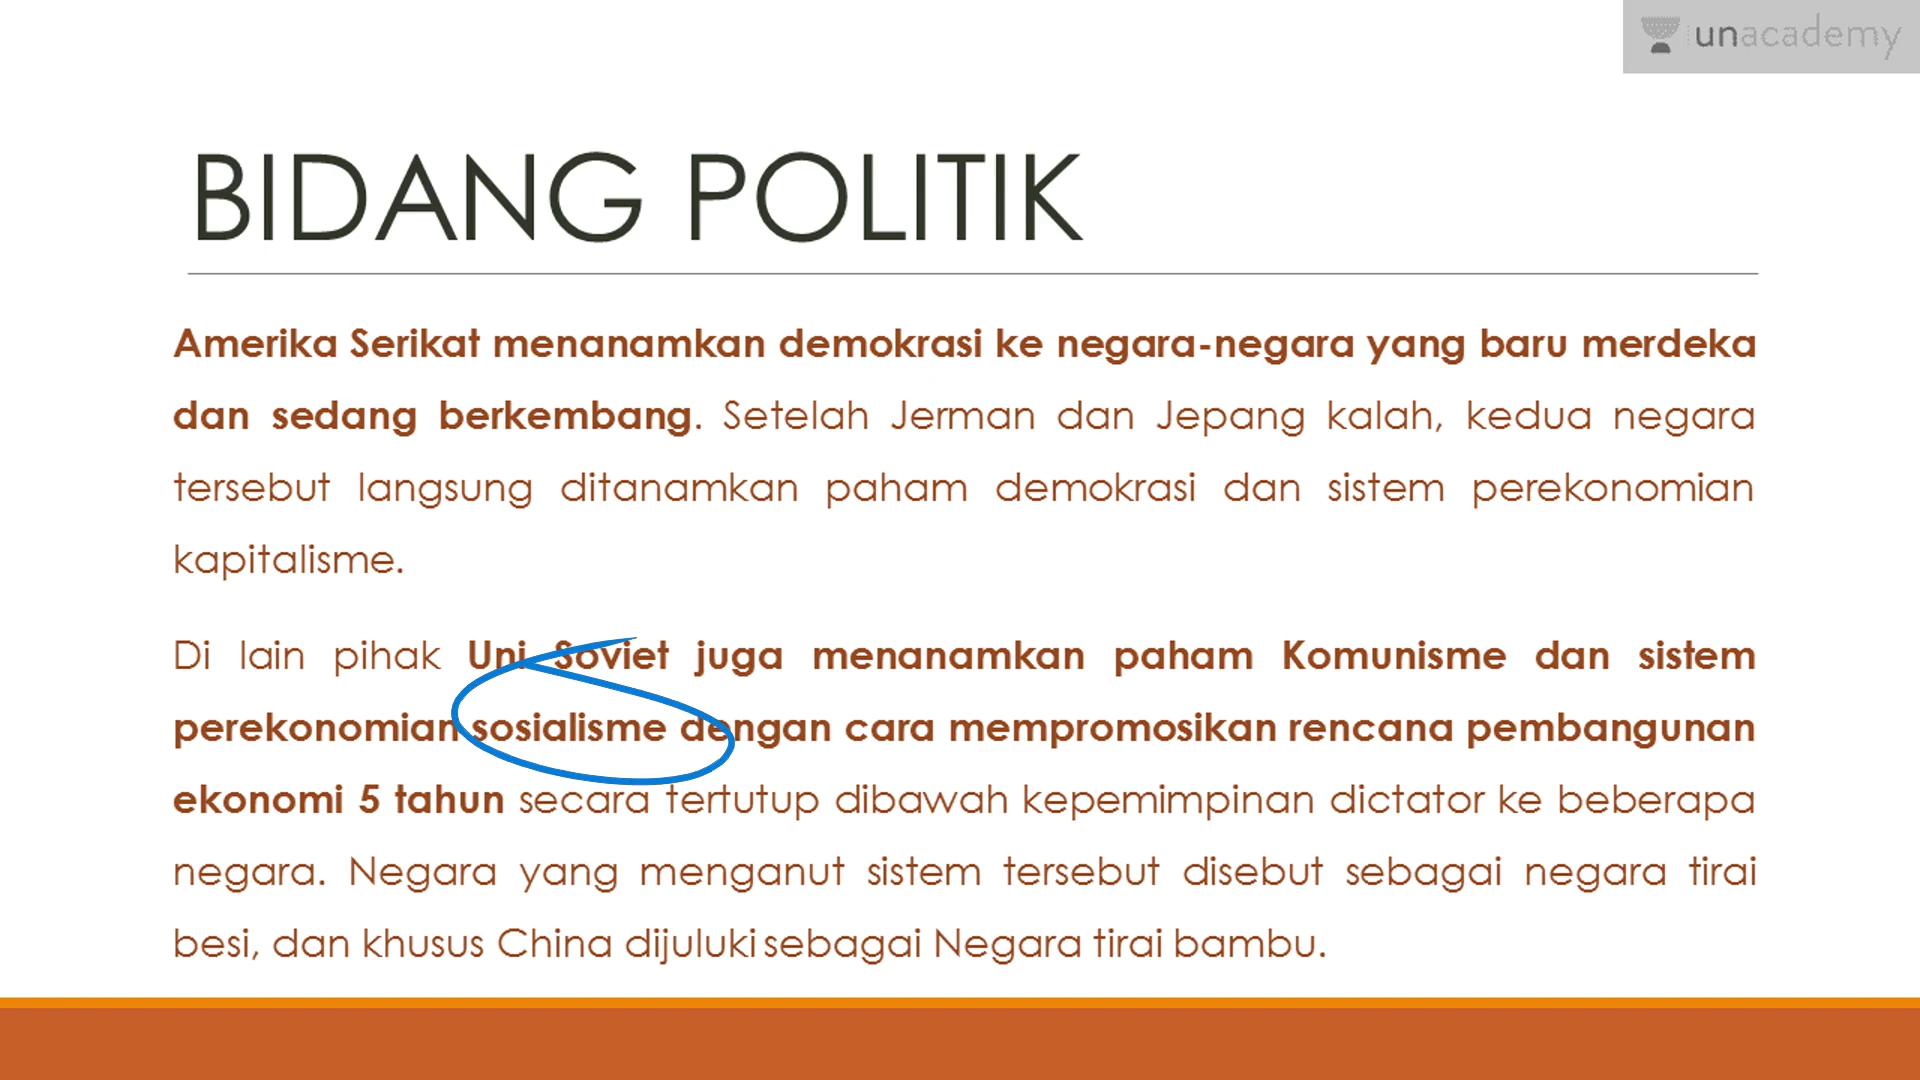 unacademy
BIDANG POLITIK
Amerika Serikat menanamkan demokrasi ke negara-negara yang baru merdeka
dan sedang berkembang. Setelah Jerman dan Jepang kalah, kedua negara
tersebut langsung ditanamkan paham demokrasi dan sistem perekonomian
kapitalisme.
Di lain pihak Uni Soviet juga menanamkan paham Komunisme dan sistem
perekonomian sosialisme dengan cara mempromosikan rencana pembangunan
ekonomi 5 tahun secara tertutup dibawah kepemimpinan dictator ke beberapa
negara. Negara yang menganut sistem tersebut disebut sebagai negara tirai
besi, dan khusus China dijuluki sebagai Negara tirai bambu.